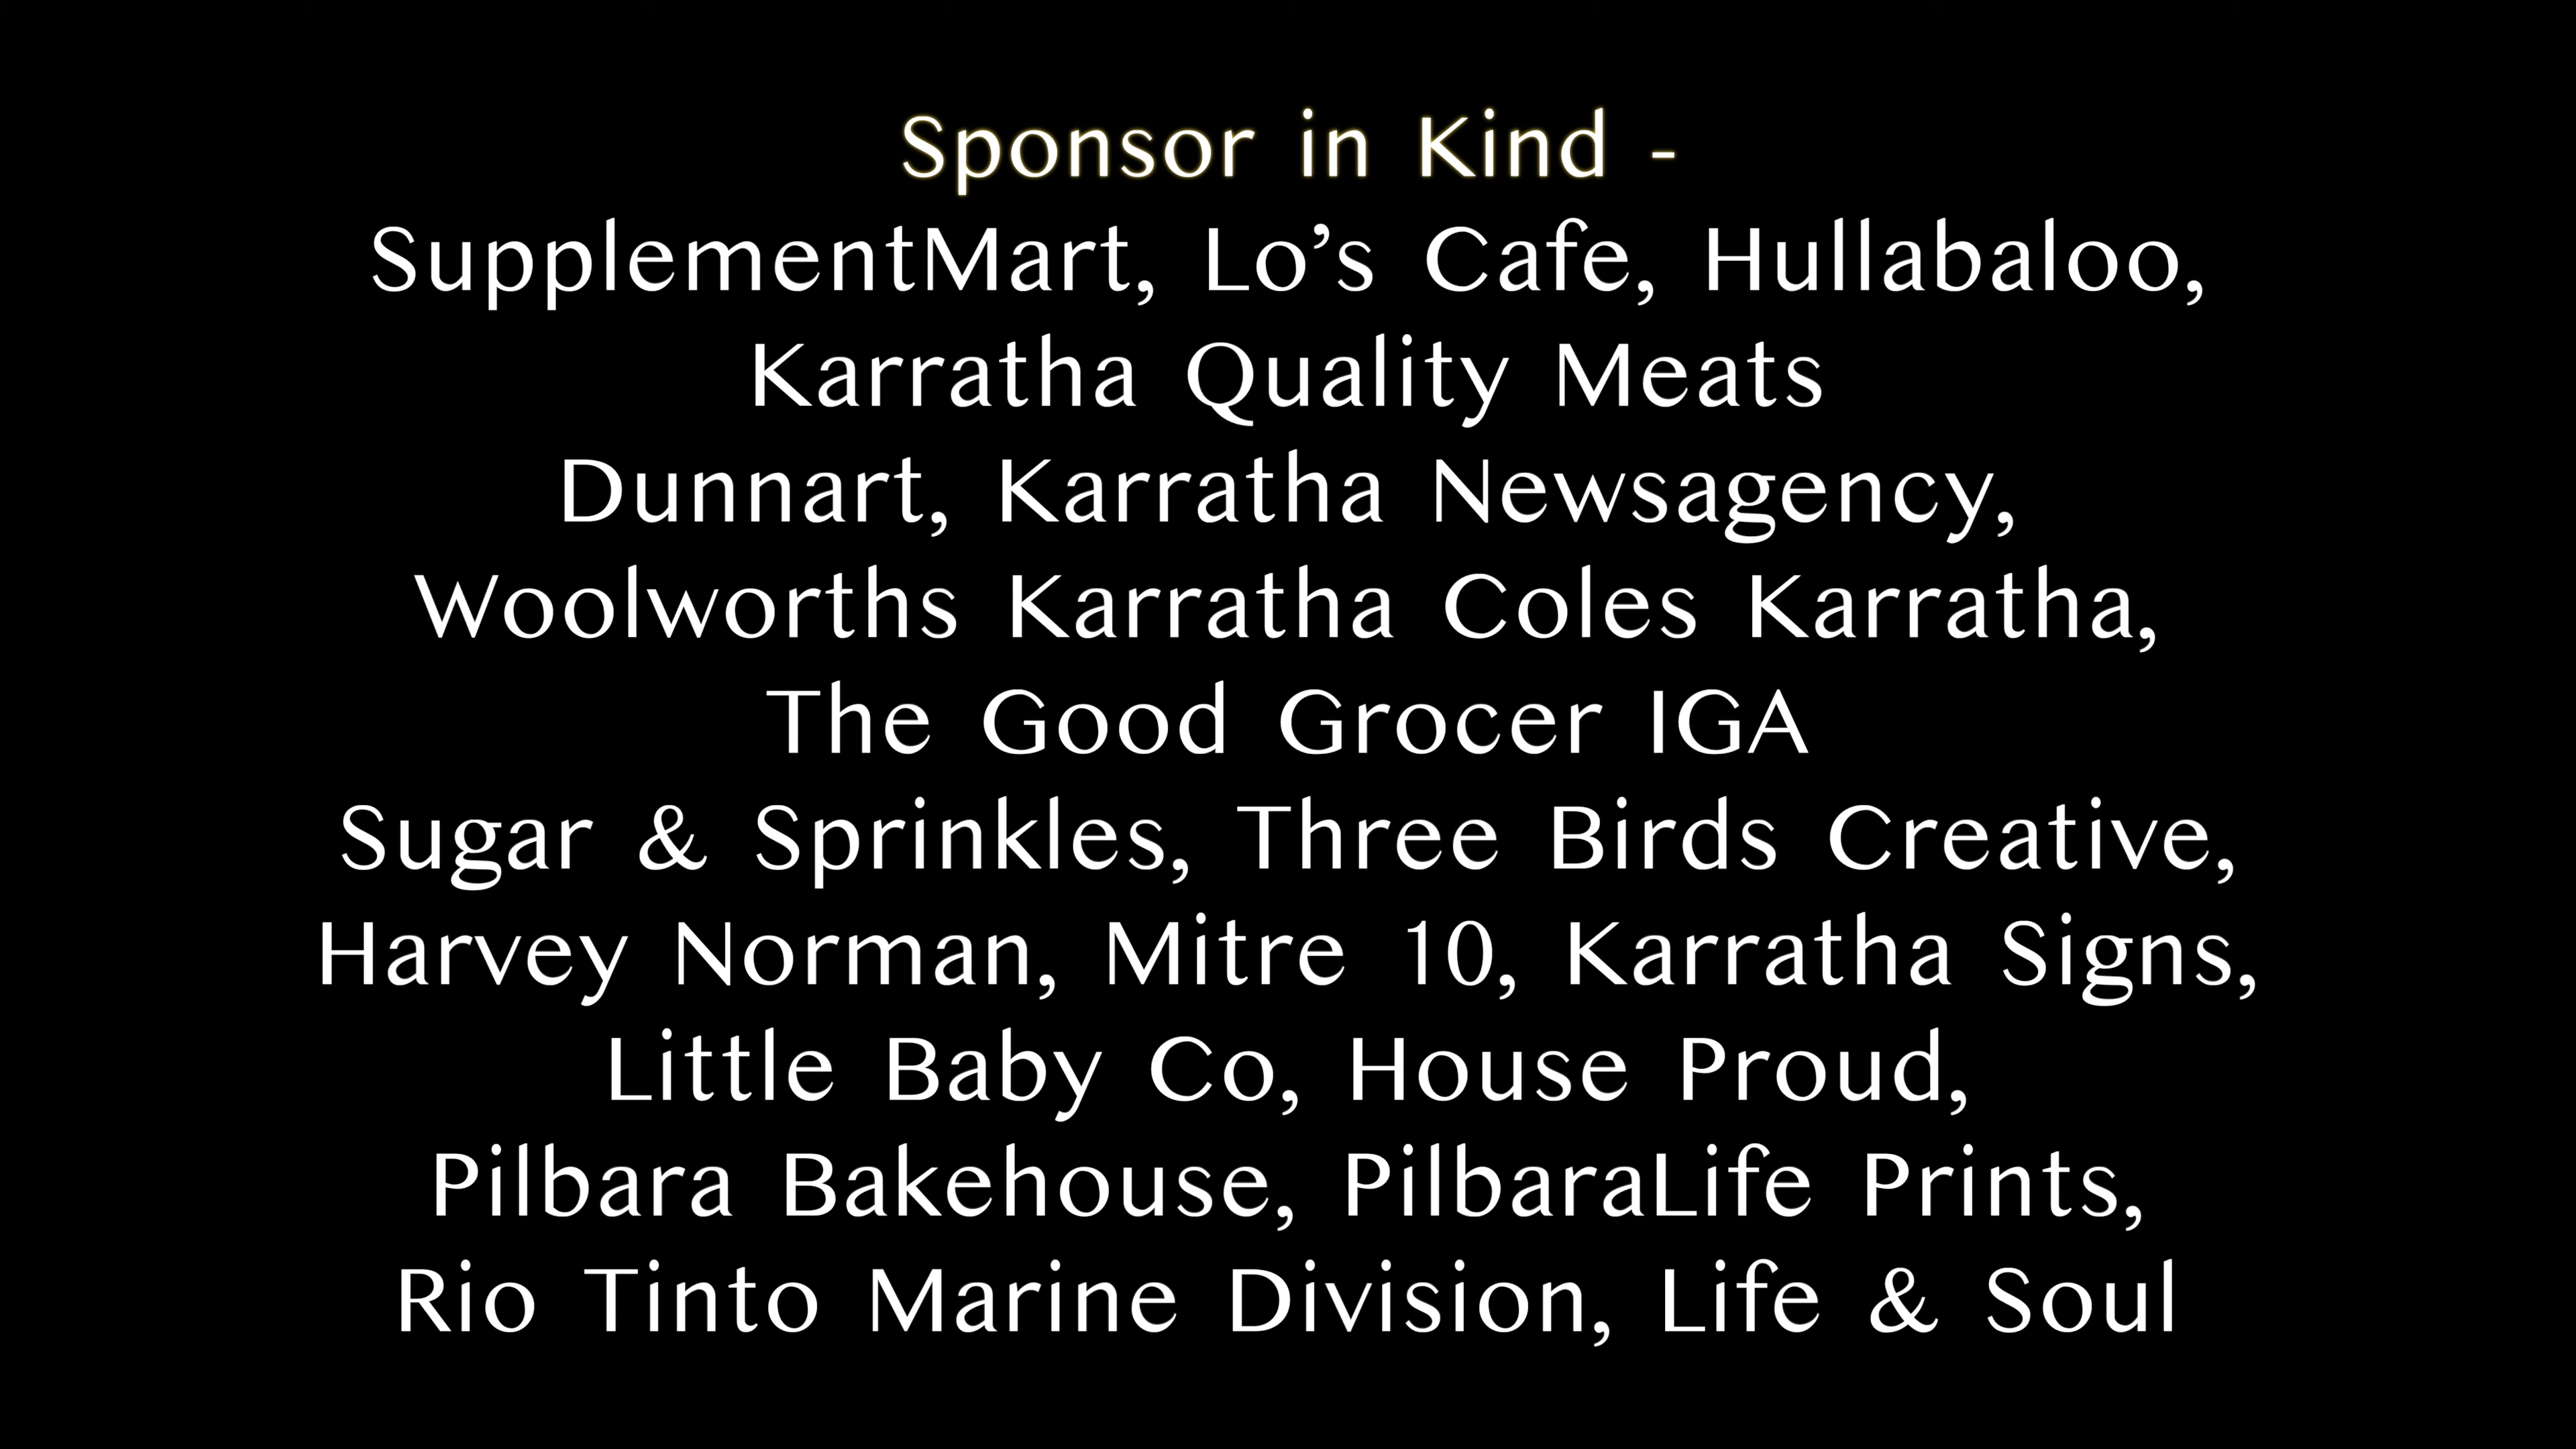 Sponsor in Kind -
SupplementMart, Lo’s Cafe, Hullabaloo,
Karratha Quality Meats
Dunnart, Karratha Newsagency,
Woolworths Karratha Coles Karratha,
The Good Grocer IGA
Sugar & Sprinkles, Three Birds Creative,
Harvey Norman, Mitre 10, Karratha Signs,
Little Baby Co, House Proud,
Pilbara Bakehouse, PilbaraLife Prints,
Rio Tinto Marine Division, Life & Soul